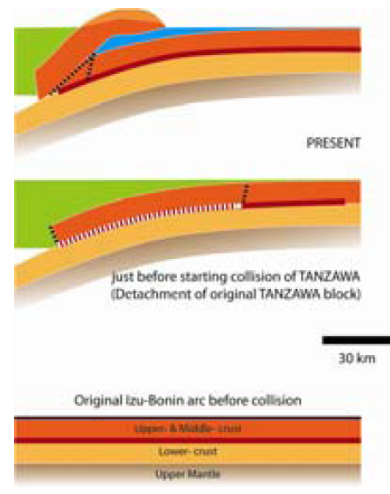 PRESENT
Just before starting collision of TANZAWA
(Detachment of original TANZAWA block)
30 km
Original Izu-Bonin arc before collision
Upper- & Middle- crust
Lower- crust
Upper Mantle